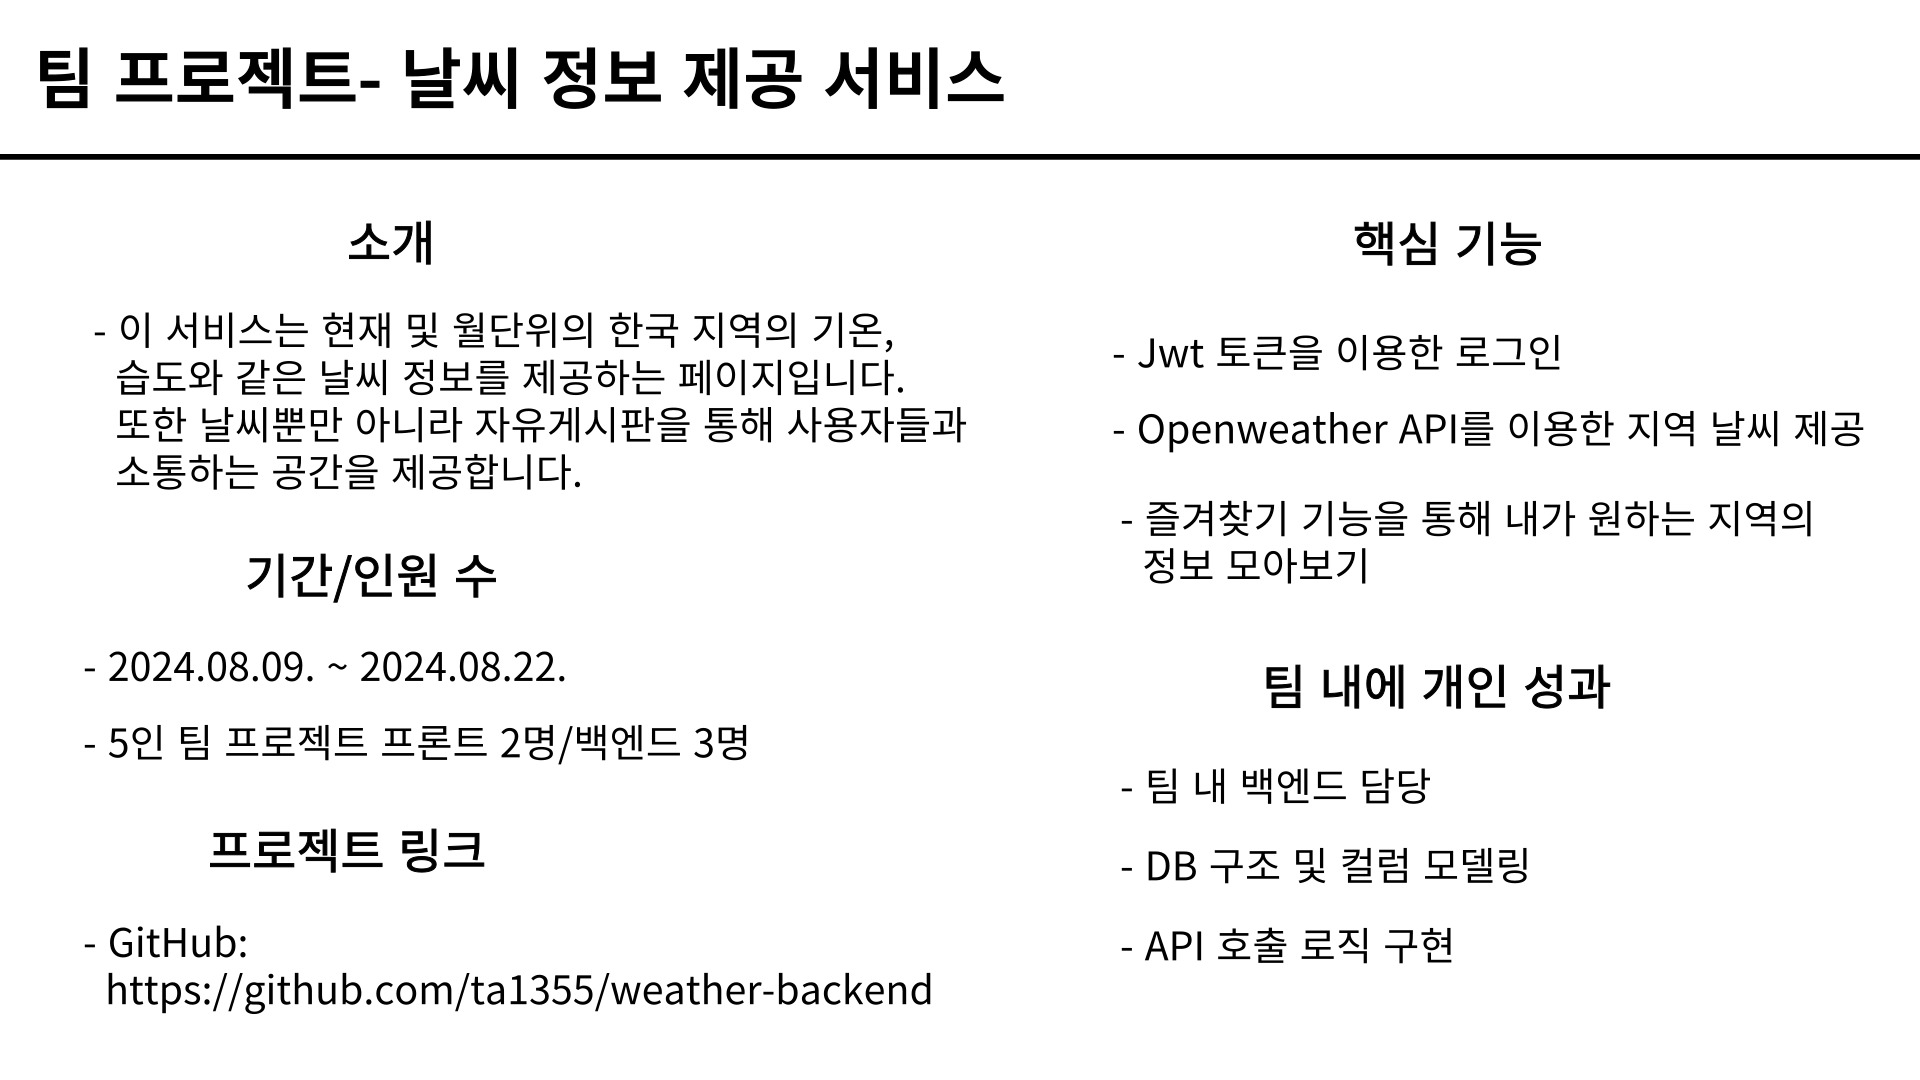 팀 프로젝트- 날씨 정보 제공 서비스
소개
- 이 서비스는 현재 및 월단위의 한국 지역의 기온,
습도와 같은 날씨 정보를 제공하는 페이지입니다.
또한 날씨뿐만 아니라 자유게시판을 통해 사용자들과
소통하는 공간을 제공합니다.
기간/인원 수
- 2024.08.09. ~ 2024.08.22.
- 5인 팀 프로젝트 프론트 2명/백엔드 3명
프로젝트 링크
- GitHub:
https://github.com/ta1355/weather-backend
핵심 기능
- Jwt 토큰을 이용한 로그인
- Openweather API를 이용한 지역 날씨 제공
- 즐겨찾기 기능을 통해 내가 원하는 지역의
정보 모아보기
팀 내에 개인 성과
- 팀 내 백엔드 담당
- DB 구조 및 컬럼 모델링
- API 호출 로직 구현